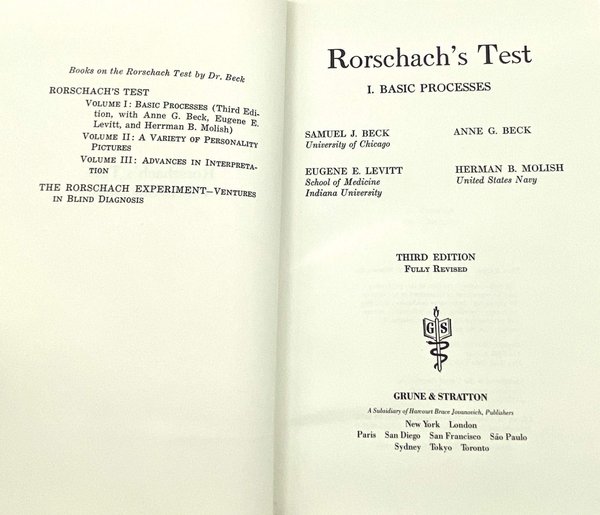 Books on the Rorschach Test by Dr. Beck
RORSCHACH'S TEST
VOLUME I: BASIC PROCESSES (Third Edi-
tion, with Anne G. Beck, Eugene E.
Levitt, and Herrman B. Molish)
VOLUME II: A VARIETY OF PERSONALITY
PICTURES
VOLUME III: ADVANCES IN INTERPRETA-
TION
THE RORSCHACH EXPERIMENT—VENTURES
IN BLIND DIAGNOSIS
Rorschach's Test
I. BASIC PROCESSES
SAMUEL J. BECK
University of Chicago
ANNE G. BECK
EUGENE E. LEVITT
School of Medicine
Indiana University
HERMAN B. MOLISH
United States Navy
THIRD EDITION
FULLY REVISED
G S
GRUNE & STRATTON
A Subsidiary of Harcourt Brace Jovanovich, Publishers
New York London
Paris San Diego San Francisco São Paulo
Sydney Tokyo Toronto